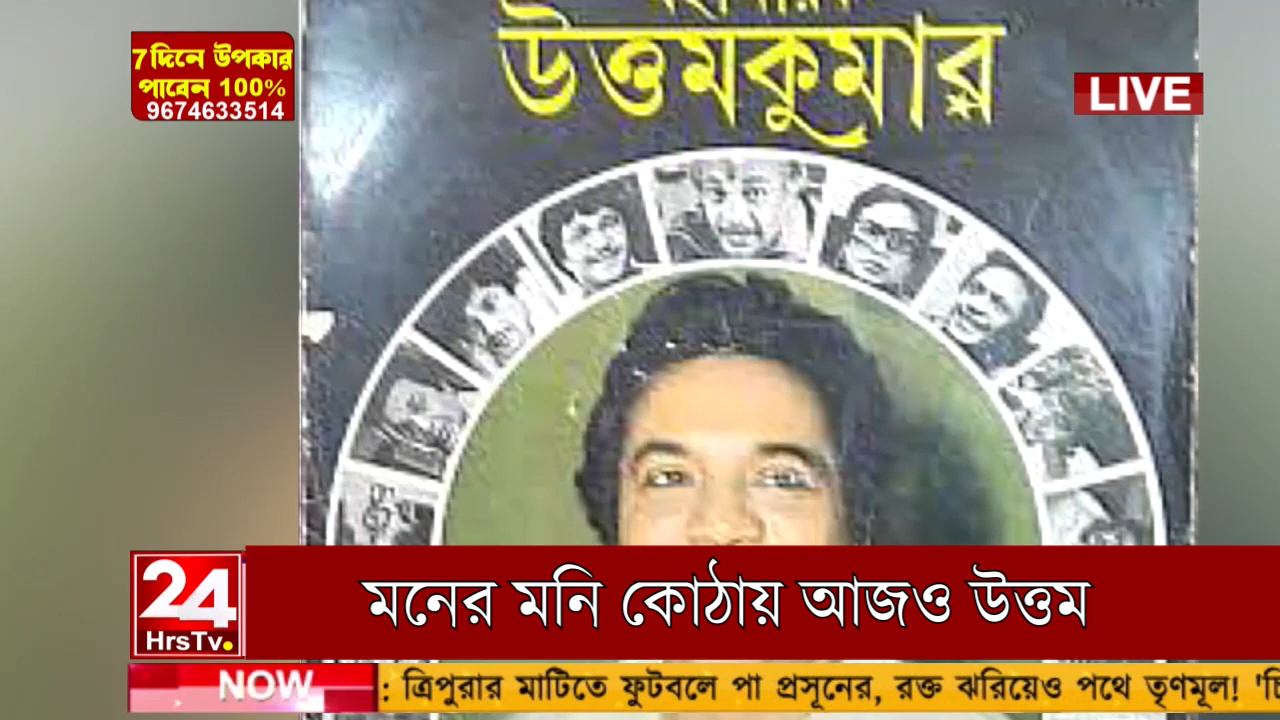 উত্তমকুমার
7 দিনে উপকার
পাবেন 100%
9674633514
LIVE
24
HrsTv.
মনের মনি কোঠায় আজও উত্তম
NOW
: ত্রিপুরার মাটিতে ফুটবলে পা প্রসূনের, রক্ত ঝরিয়েও পথে তৃণমূল!